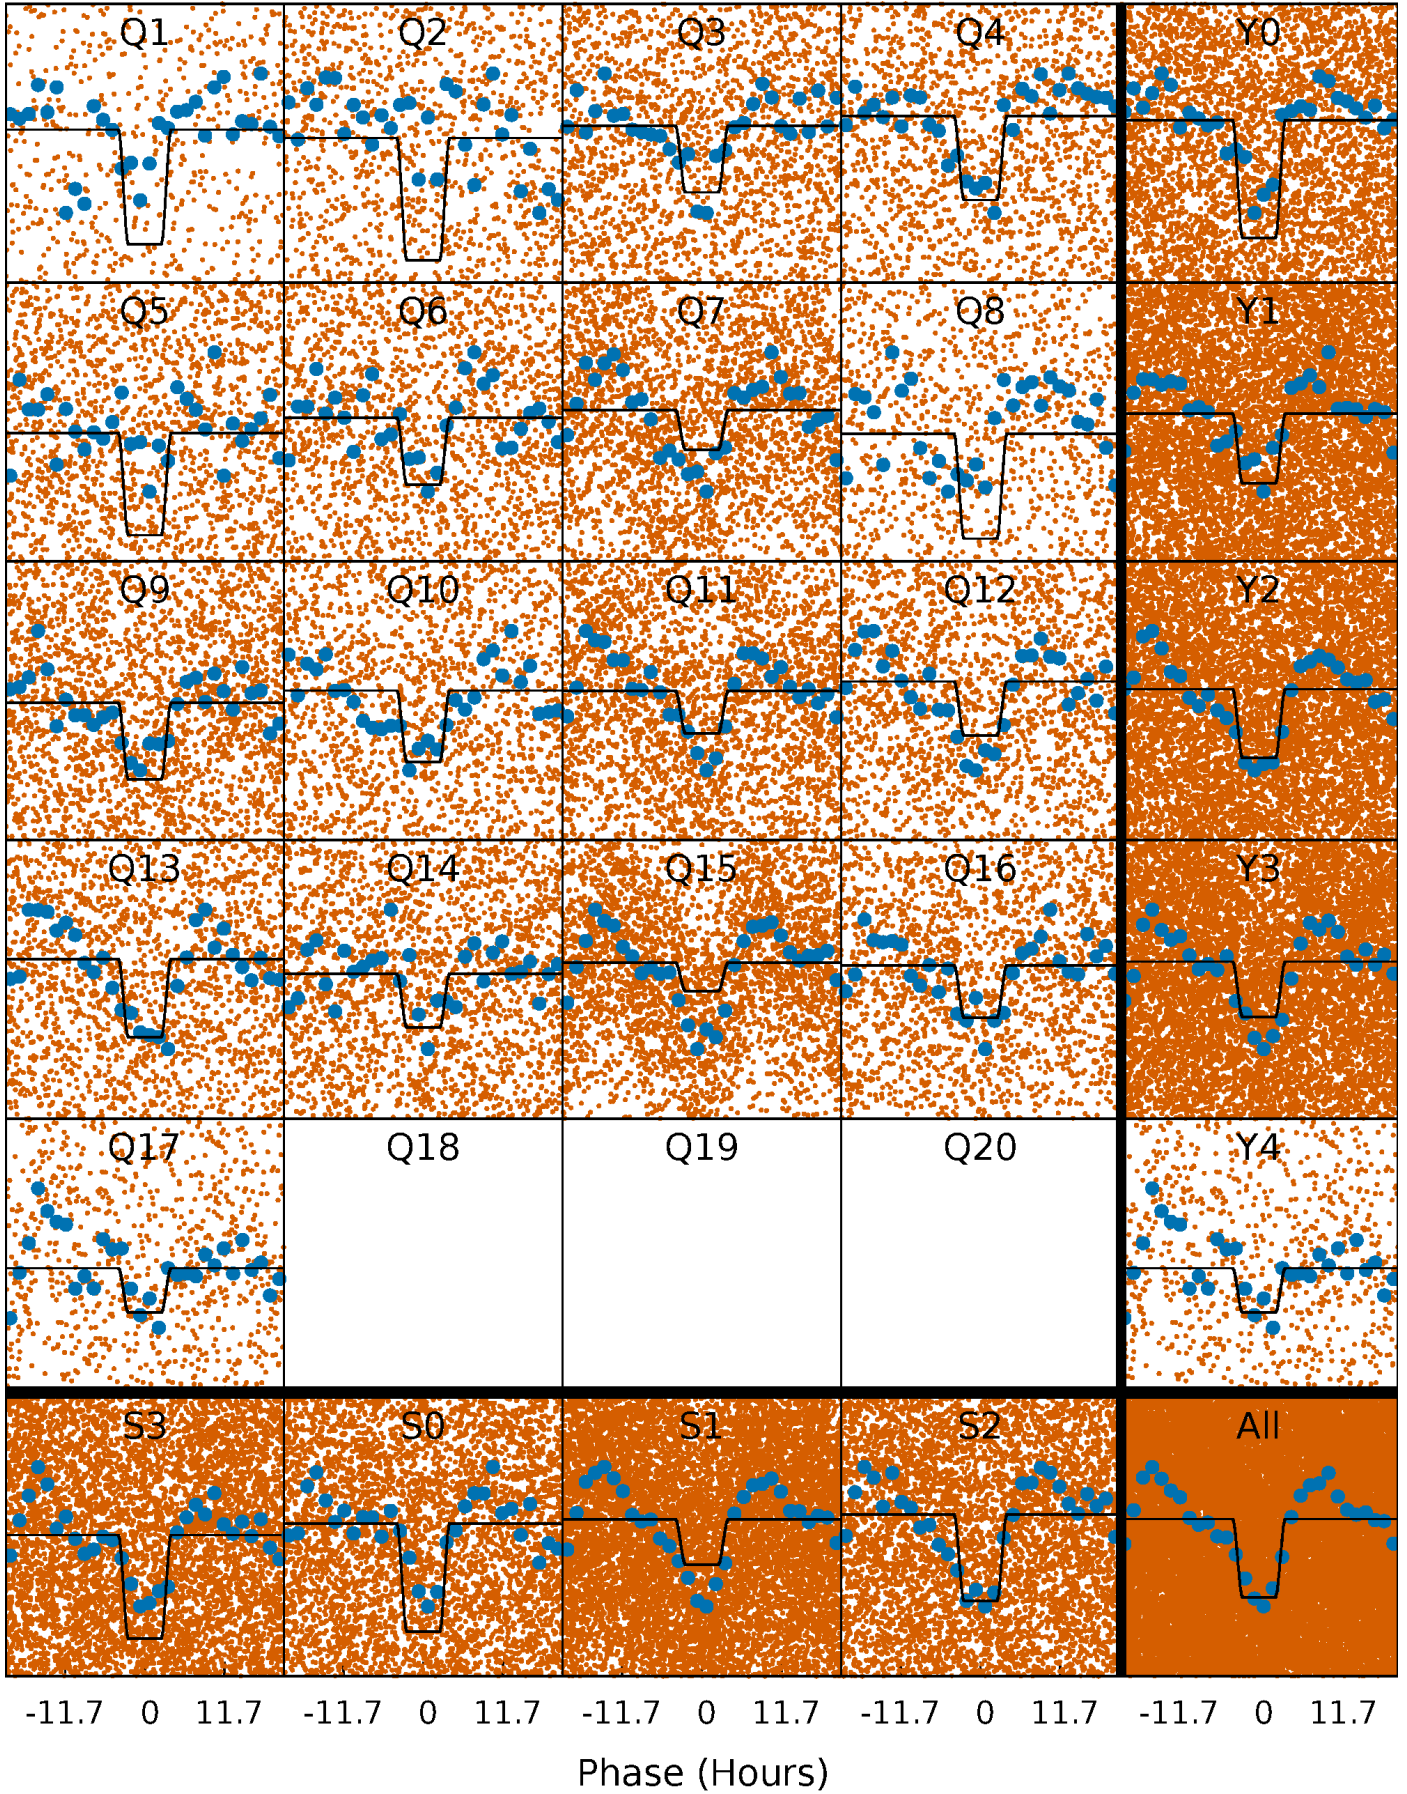 Q1 Q2 Q3 Q4 Y0
Q5 Q6 Q7 Q8 Y1
Q9 Q10 Q11 Q12 Y2
Q13 Q14 Q15 Q16 Y3
Q17 Q18 Q19 Q20 Y4
S3 S0 S1 S2 All
-11.7 0 11.7 -11.7 0 11.7 -11.7 0 11.7 -11.7 0 11.7 -11.7 0 11.7
Phase (Hours)